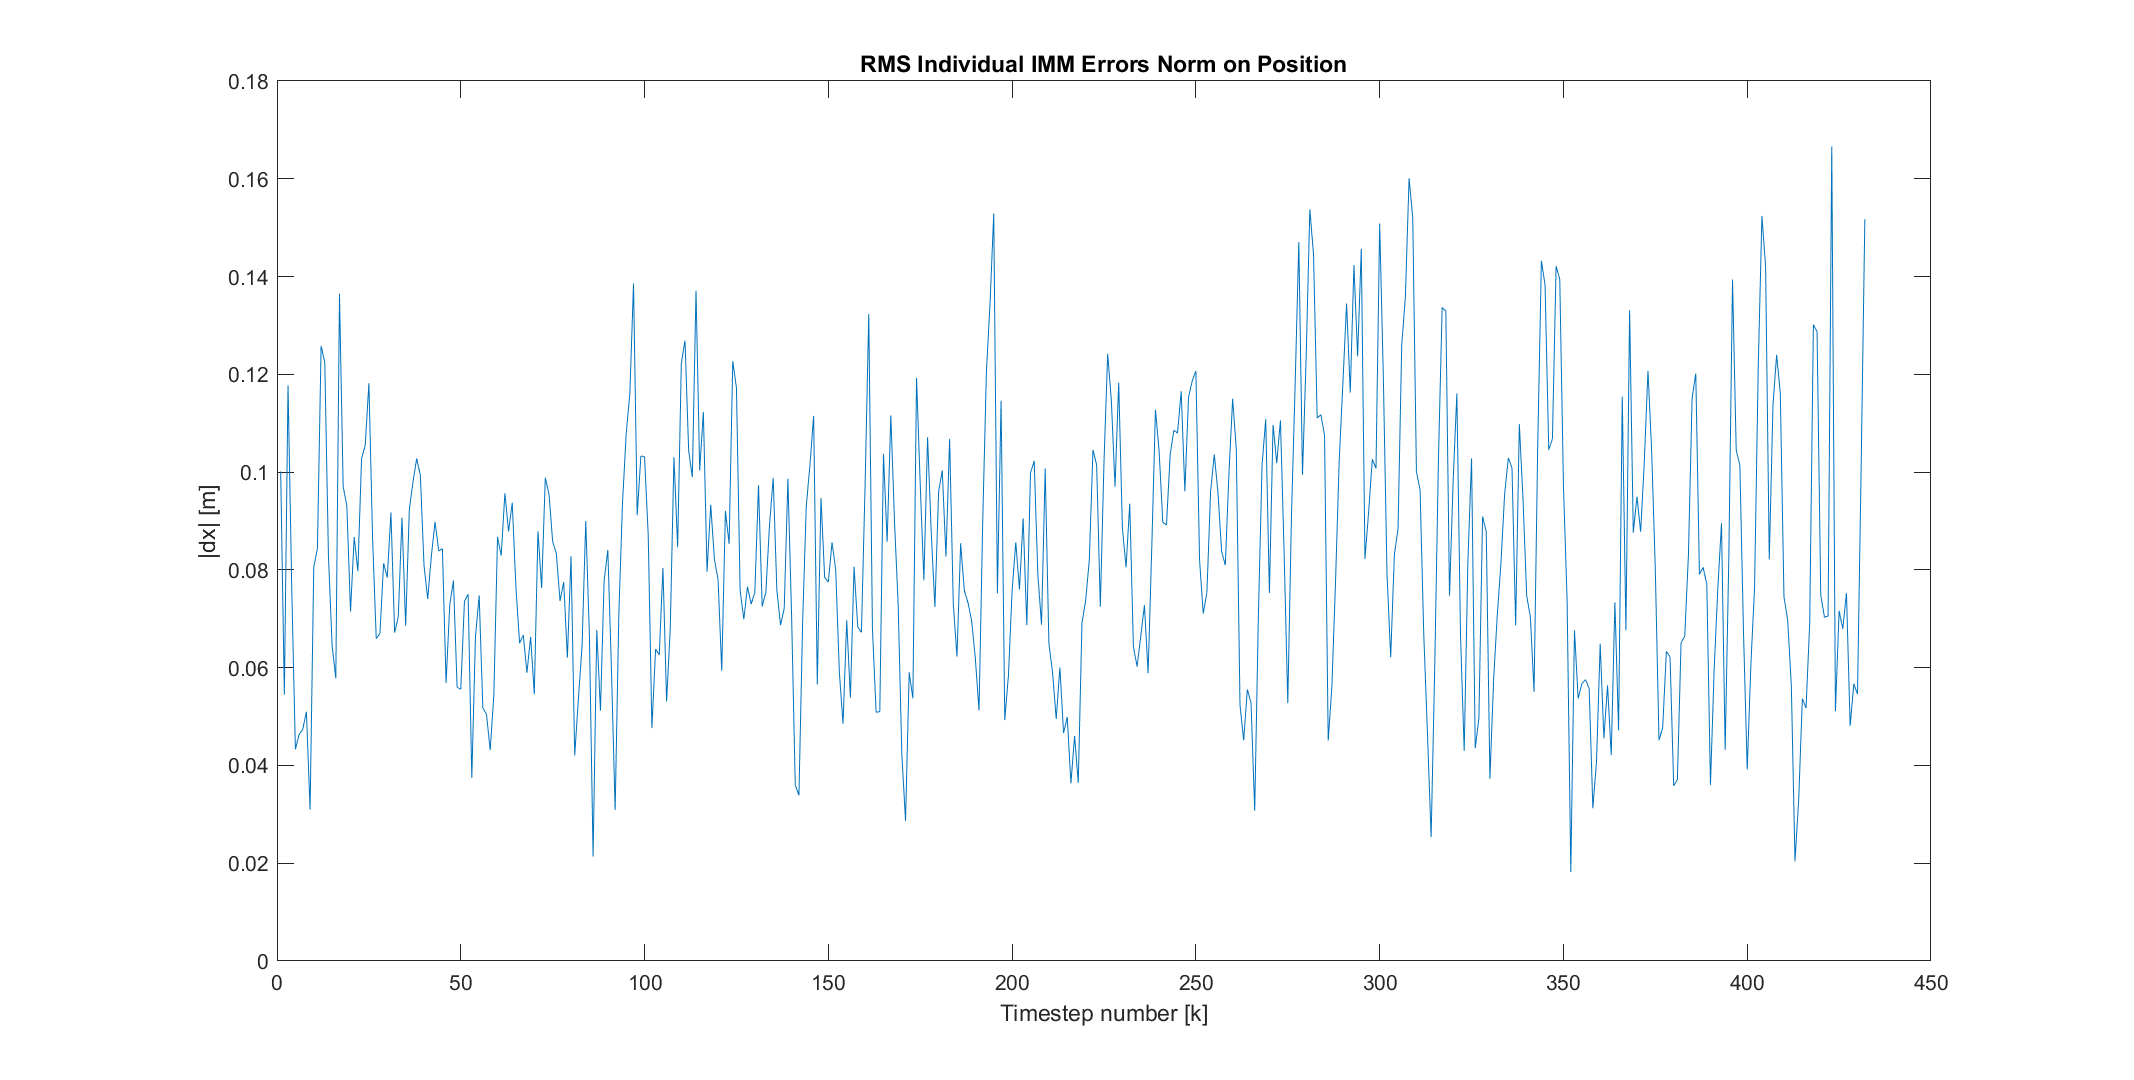 RMS Individual IMM Errors Norm on Position
0.18
0.16
0.14
0.12
0.1
0.08
0.06
0.04
0.02
0
|dx| [m]
0 50 100 150 200 250 300 350 400 450
Timestep number [k]